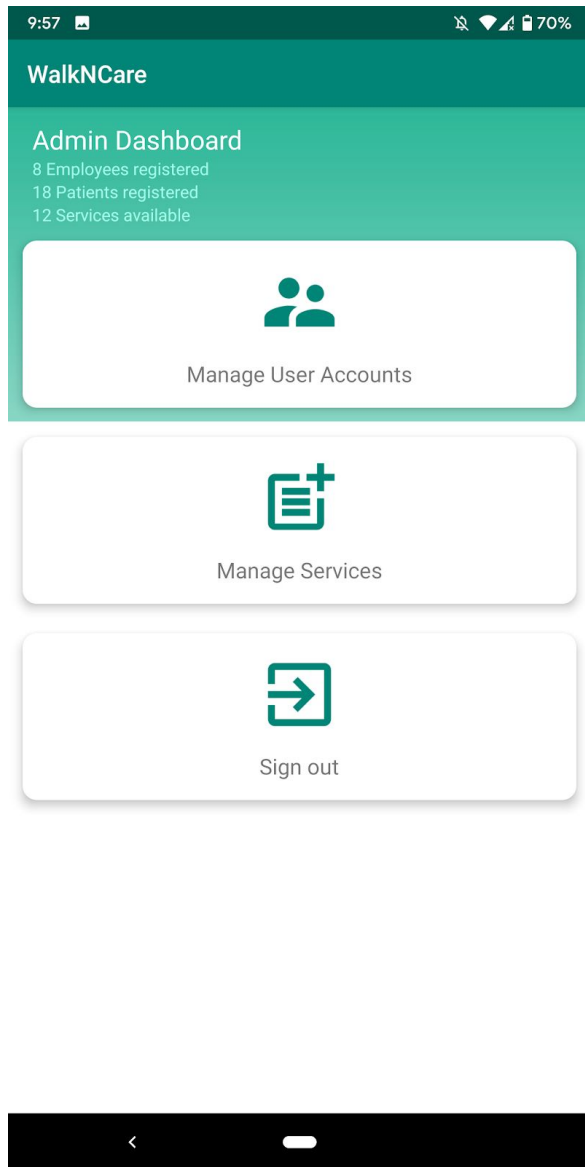 9:57 70%
WalkNCare
Admin Dashboard
8 Employees registered
18 Patients registered
12 Services available
Manage User Accounts
Manage Services
Sign out